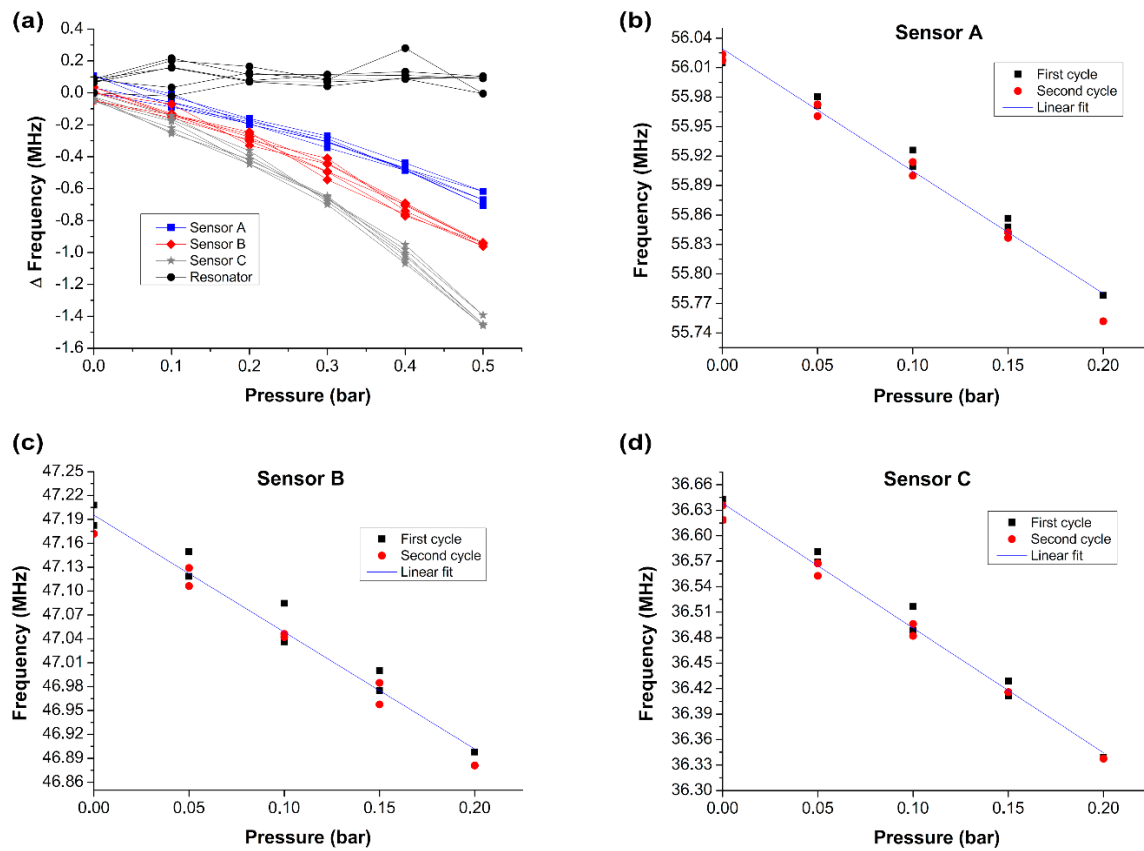 (a)
0.4
0.2
0.0
-0.2
-0.4
-0.6
-0.8
-1.0
-1.2
-1.4
-1.6
Δ Frequency (MHz)
Sensor A
Sensor B
Sensor C
Resonator
0.0 0.1 0.2 0.3 0.4 0.5
Pressure (bar)
(b)
Sensor A
56.04
56.01
55.98
55.95
55.92
55.89
55.86
55.83
55.80
55.77
55.74
Frequency (MHz)
First cycle
Second cycle
Linear fit
0.00 0.05 0.10 0.15 0.20
Pressure (bar)
(c)
Sensor B
47.25
47.22
47.19
47.16
47.13
47.10
47.07
47.04
47.01
46.98
46.95
46.92
46.89
46.86
Frequency (MHz)
First cycle
Second cycle
Linear fit
0.00 0.05 0.10 0.15 0.20
Pressure (bar)
(d)
Sensor C
36.66
36.63
36.60
36.57
36.54
36.51
36.48
36.45
36.42
36.39
36.36
36.33
36.30
Frequency (MHz)
First cycle
Second cycle
Linear fit
0.00 0.05 0.10 0.15 0.20
Pressure (bar)